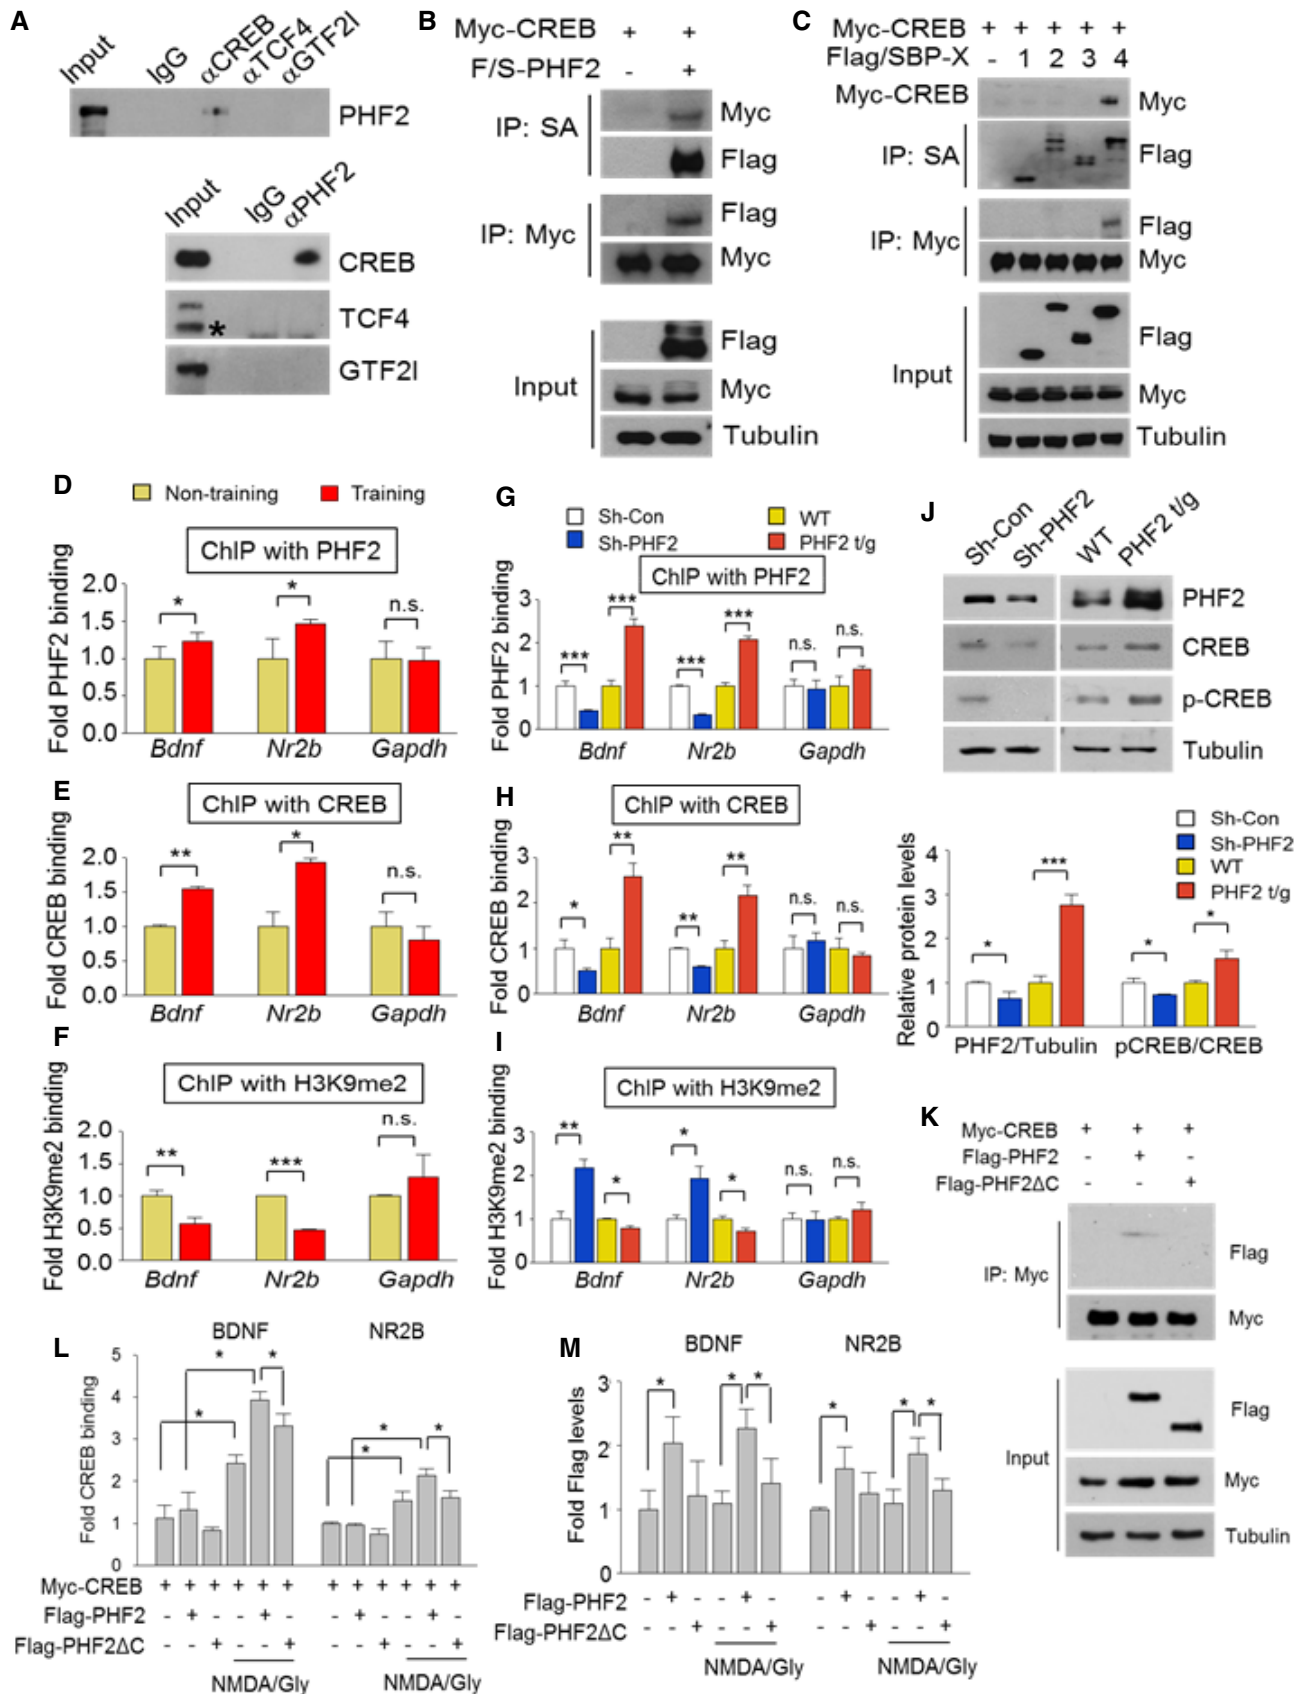 A
Input IgG αCREB αTCF4 αGTF2I
PHF2
Input IgG αPHF2
CREB
TCF4
*
GTF2I
B
Myc-CREB + +
F/S-PHF2 - +
IP: SA
Myc
Flag
IP: Myc
Flag
Myc
Input
Flag
Myc
Tubulin
C
Myc-CREB + + + + +
Flag/SBP-X - 1 2 3 4
Myc-CREB
Myc
IP: SA
Flag
IP: Myc
Flag
Myc
Input
Flag
Myc
Tubulin
D
Non-training Training
ChIP with PHF2
Fold PHF2 binding
2.0
1.5
1.0
0.5
0.0
* * n.s.
Bdnf Nr2b Gapdh
E
ChIP with CREB
Fold CREB binding
2.0
1.5
1.0
0.5
0.0
** * n.s.
Bdnf Nr2b Gapdh
F
ChIP with H3K9me2
Fold H3K9me2 binding
2.0
1.5
1.0
0.5
0
** *** n.s.
Bdnf Nr2b Gapdh
G
Sh-Con WT
Sh-PHF2 PHF2 t/g
ChIP with PHF2
Fold PHF2 binding
3
2
1
0
*** *** *** *** n.s. n.s.
Bdnf Nr2b Gapdh
H
ChIP with CREB
Fold CREB binding
3
2
1
0
* ** ** ** n.s. n.s.
Bdnf Nr2b Gapdh
I
ChIP with H3K9me2
Fold H3K9me2 binding
3
2
1
0
** * * * n.s. n.s.
Bdnf Nr2b Gapdh
J
Sh-Con Sh-PHF2 WT PHF2 t/g
PHF2
CREB
p-CREB
Tubulin
Sh-Con
Sh-PHF2
WT
PHF2 t/g
Relative protein levels
4
2
1
0
* *** * *
PHF2/Tubulin pCREB/CREB
K
Myc-CREB + + +
Flag-PHF2 - + -
Flag-PHF2ΔC - - +
IP: Myc
Flag
Myc
Input
Flag
Myc
Tubulin
L
BDNF NR2B
Fold CREB binding
5
4
3
2
1
0
* * * * * *
Myc-CREB + + + + + + + + + + + +
Flag-PHF2 - + - - + - - + - - + -
Flag-PHF2ΔC - - + - - + - - + - - +
NMDA/Gly NMDA/Gly
M
BDNF NR2B
Fold Flag levels
3
2
1
0
* * * * * *
Flag-PHF2 - + - - + - - + - - + -
Flag-PHF2ΔC - - + - - + - - + - - +
NMDA/Gly NMDA/Gly